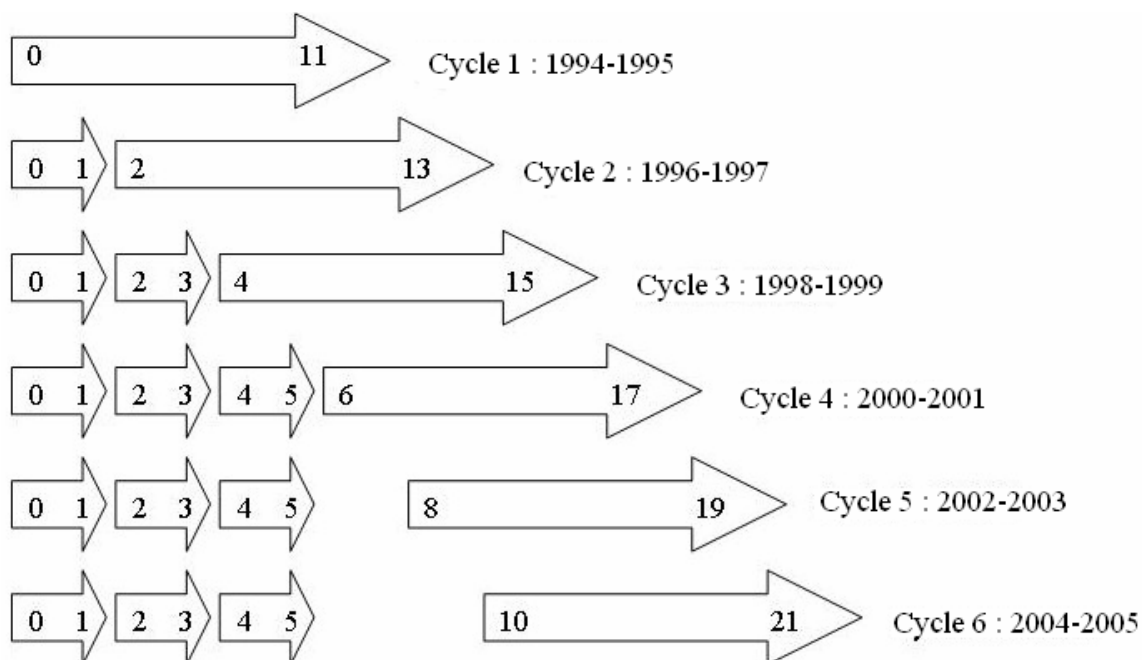 0 11 Cycle 1 : 1994-1995
0 1 2 13 Cycle 2 : 1996-1997
0 1 2 3 4 15 Cycle 3 : 1998-1999
0 1 2 3 4 5 6 17 Cycle 4 : 2000-2001
0 1 2 3 4 5 8 19 Cycle 5 : 2002-2003
0 1 2 3 4 5 10 21 Cycle 6 : 2004-2005